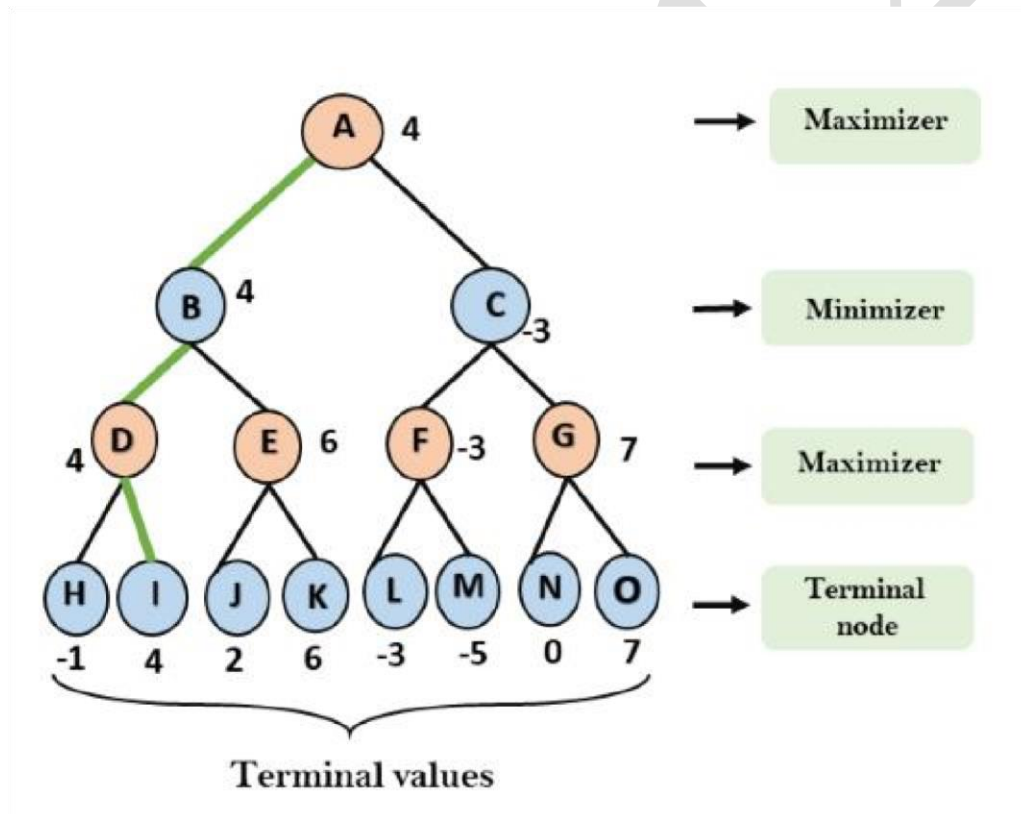 A 4 Maximizer
B 4 C -3 Minimizer
4 D E 6 F -3 G 7 Maximizer
H I J K L M N O Terminal
node
-1 4 2 6 -3 -5 0 7
Terminal values